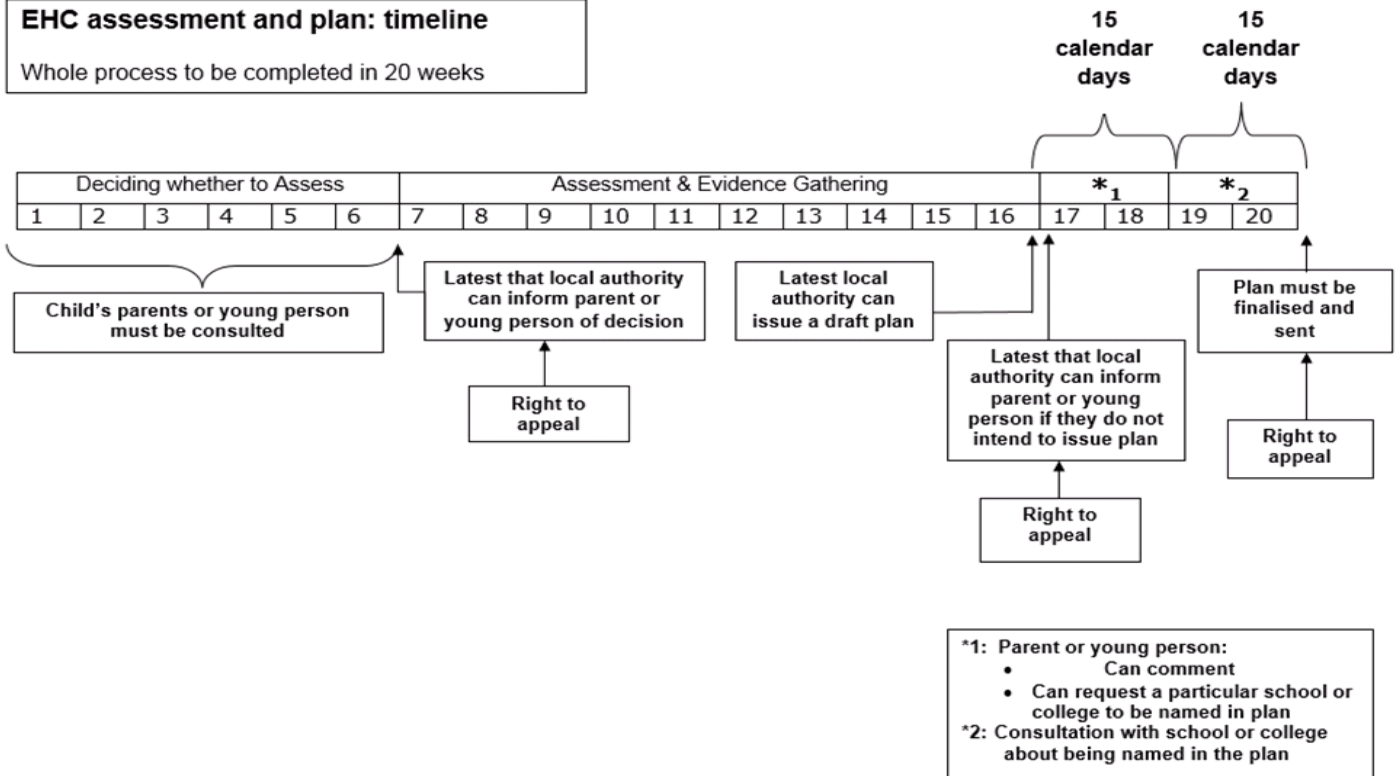 EHC assessment and plan: timeline
Whole process to be completed in 20 weeks
15
calendar
days
15
calendar
days
Deciding whether to Assess
Assessment & Evidence Gathering
*1
*2
1 2 3 4 5 6 7 8 9 10 11 12 13 14 15 16 17 18 19 20
Child's parents or young person
must be consulted
Latest that local authority
can inform parent or
young person of decision
Right to
appeal
Latest local
authority can
issue a draft plan
Latest that local
authority can inform
parent or young
person if they do not
intend to issue plan
Right to
appeal
Plan must be
finalised and
sent
Right to
appeal
*1: Parent or young person:
• Can comment
• Can request a particular school or
college to be named in plan
*2: Consultation with school or college
about being named in the plan